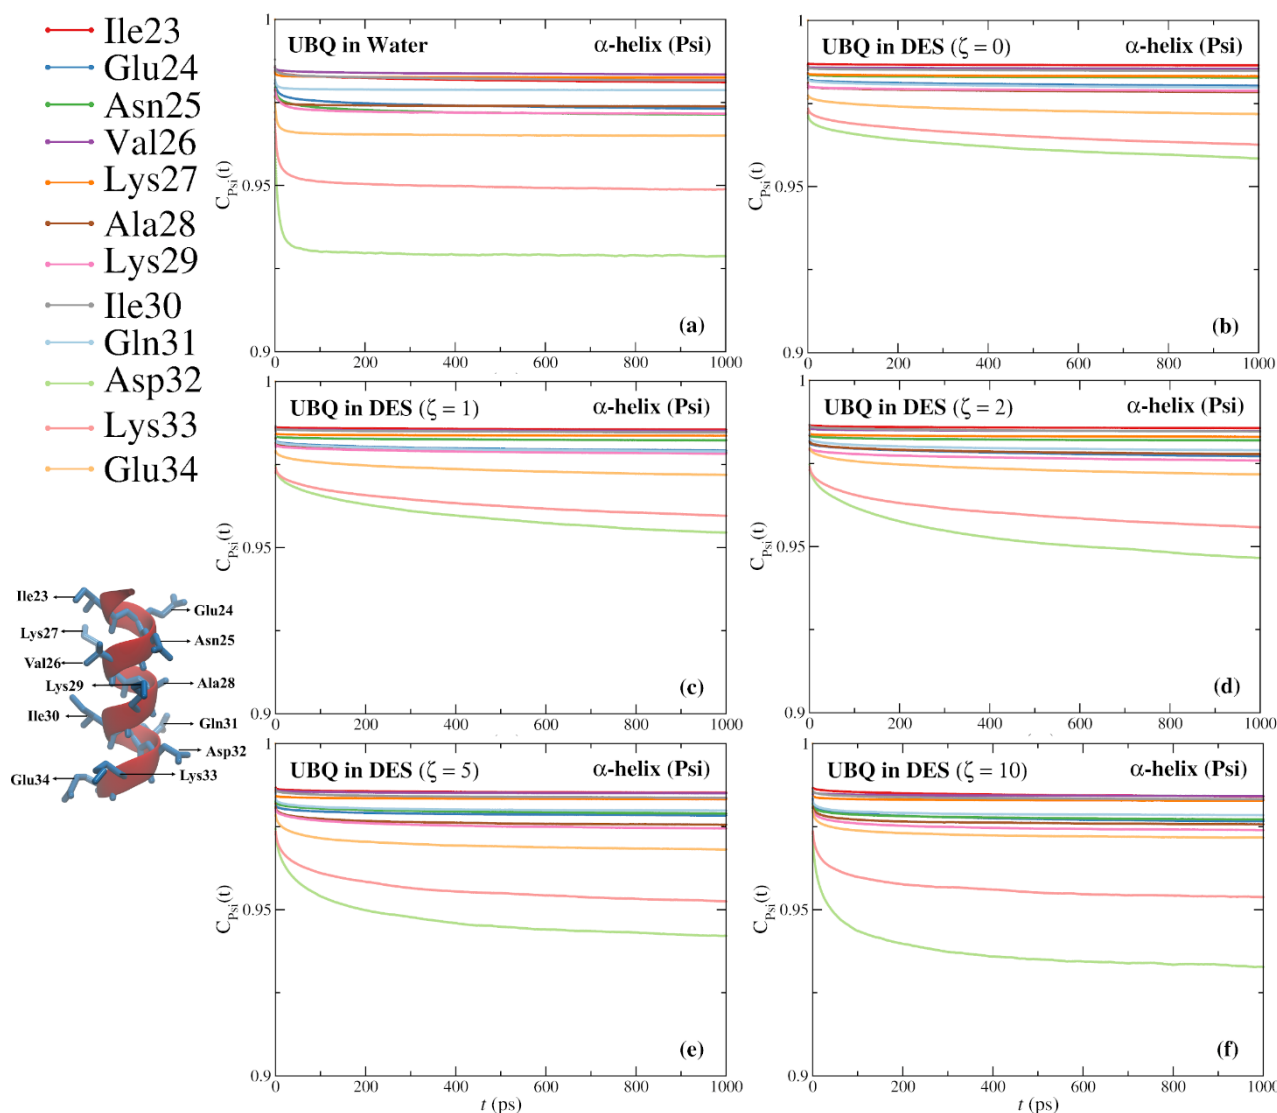 Ile23
Glu24
Asn25
Val26
Lys27
Ala28
Lys29
Ile30
Gln31
Asp32
Lys33
Glu34
Ile23
Glu24
Lys27
Asn25
Val26
Lys29
Ala28
Ile30
Gln31
Asp32
Glu34
Lys33
1
UBQ in Water α-helix (Psi)
C_Psi(t)
0.95
(a)
0.9
0 200 400 600 800 1000
1
UBQ in DES (ζ = 0) α-helix (Psi)
C_Psi(t)
0.95
(b)
0.9
0 200 400 600 800 1000
1
UBQ in DES (ζ = 1) α-helix (Psi)
C_Psi(t)
0.95
(c)
0.9
0 200 400 600 800 1000
1
UBQ in DES (ζ = 2) α-helix (Psi)
C_Psi(t)
0.95
(d)
0.9
0 200 400 600 800 1000
1
UBQ in DES (ζ = 5) α-helix (Psi)
C_Psi(t)
0.95
(e)
0.9
0 200 400 600 800 1000
t (ps)
1
UBQ in DES (ζ = 10) α-helix (Psi)
C_Psi(t)
0.95
(f)
0.9
0 200 400 600 800 1000
t (ps)